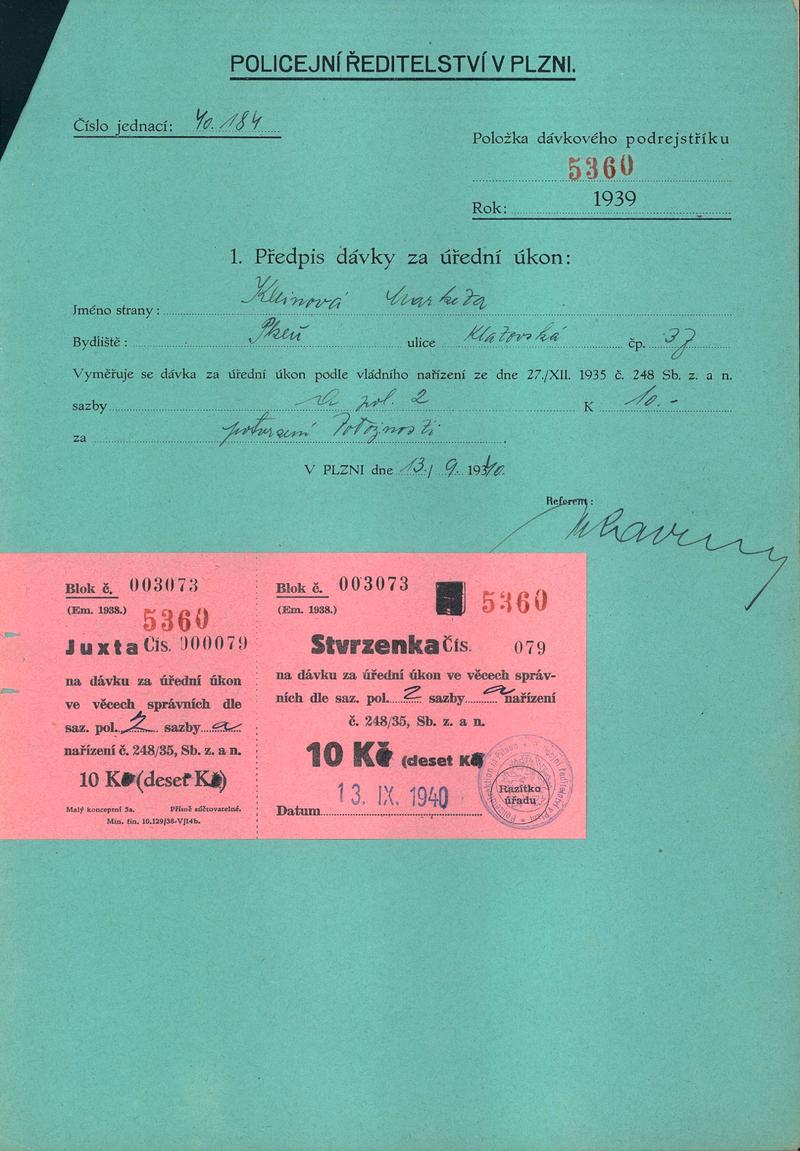 POLICEJNÍ ŘEDITELSTVÍ V PLZNI.
Číslo jednací: 40.184
Položka dávkového podrejstříku
5360
Rok: 1939
1. Předpis dávky za úřední úkon:
Jméno strany: Kleinová Markéta
Bydliště: Plzeň ulice Klatovská čp. 37
Vyměřuje se dávka za úřední úkon podle vládního nařízení ze dne 27./XII. 1935 č. 248 Sb. z. a n.
sazby a pol. 2 K 10.-
za potvrzení totožnosti.
V PLZNI dne 13./9. 1940.
Referent:
Blok č. 003073
(Em. 1938.) 5360
Juxta Čís. 000079
na dávku za úřední úkon
ve věcech správních dle
saz. pol. 2 sazby a
nařízení č. 248/35, Sb. z. a n.
10 K (deset K)
Malý konceptní 5a. Přísně súčtovatelné.
Min. fin. 10.129/38-V/14b.
Blok č. 003073
(Em. 1938.) 5360
Stvrzenka Čís. 079
na dávku za úřední úkon ve věcech správ-
ních dle saz. pol. 2 sazby a nařízení
č. 248/35, Sb. z. a n.
10 Kč (deset K
Datum 13. IX. 1940
Razítko
úřadu